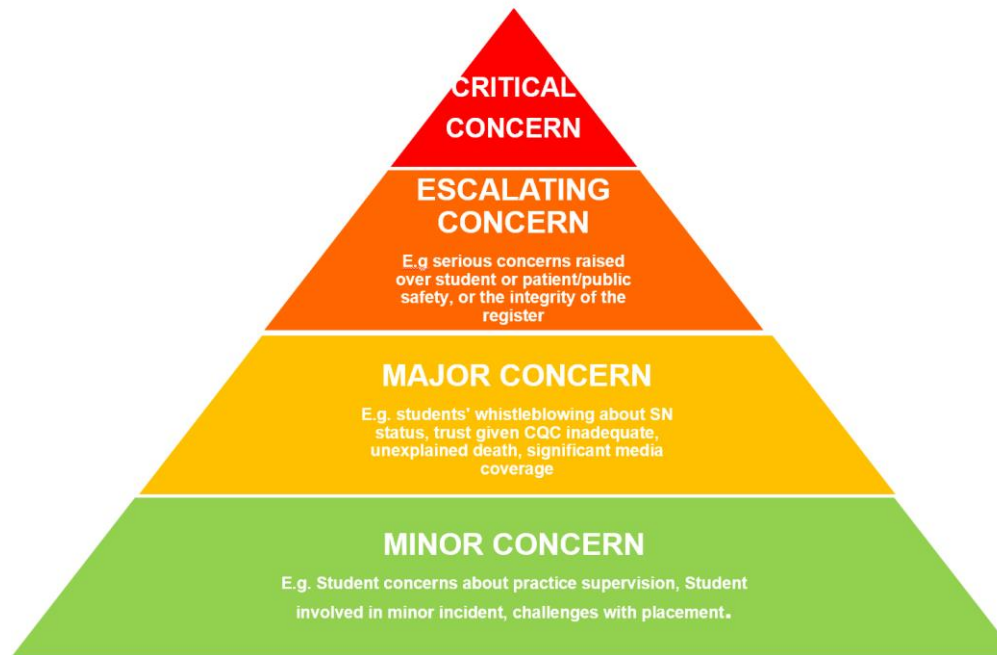 CRITICAL
CONCERN
ESCALATING
CONCERN
E.g serious concerns raised
over student or patient/public
safety, or the integrity of the
register
MAJOR CONCERN
E.g. students' whistleblowing about SN
status, trust given CQC inadequate,
unexplained death, significant media
coverage
MINOR CONCERN
E.g. Student concerns about practice supervision, Student
involved in minor incident, challenges with placement.